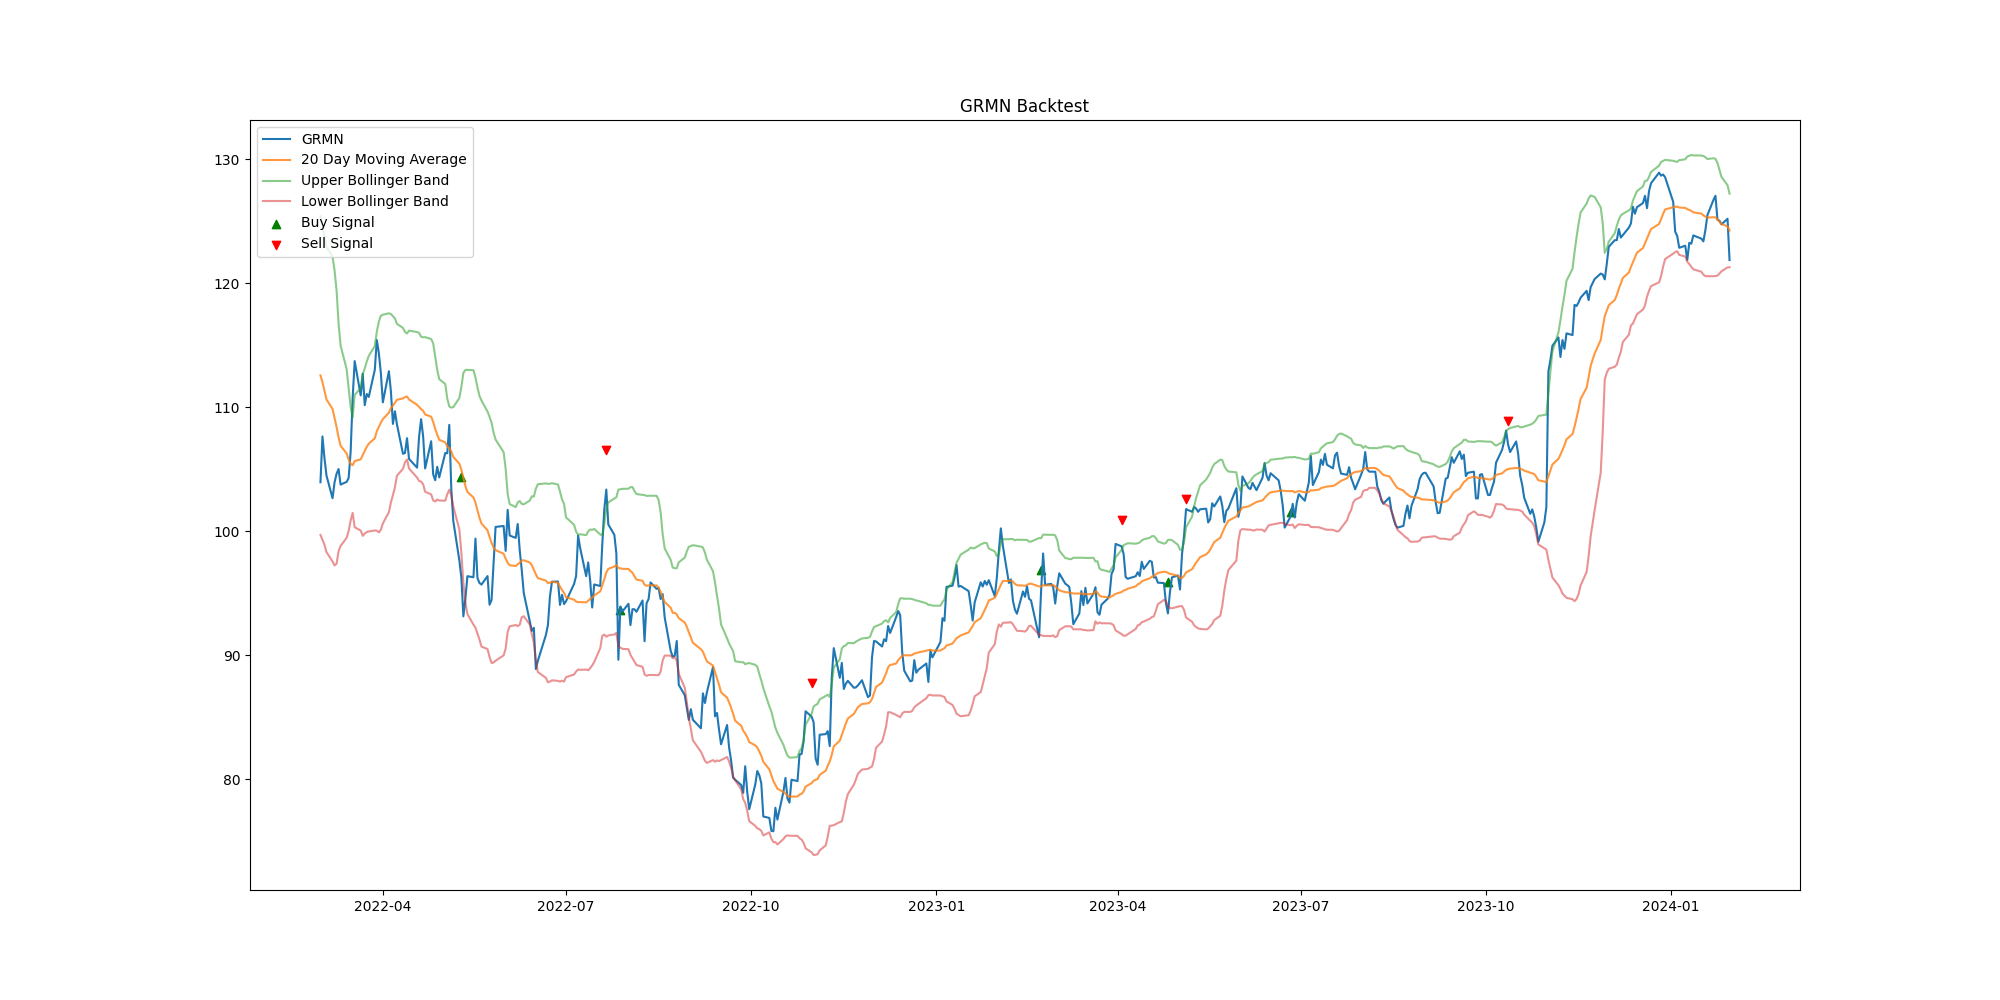 GRMN Backtest
GRMN
20 Day Moving Average
Upper Bollinger Band
Lower Bollinger Band
Buy Signal
Sell Signal
130
120
110
100
90
80
2022-04 2022-07 2022-10 2023-01 2023-04 2023-07 2023-10 2024-01